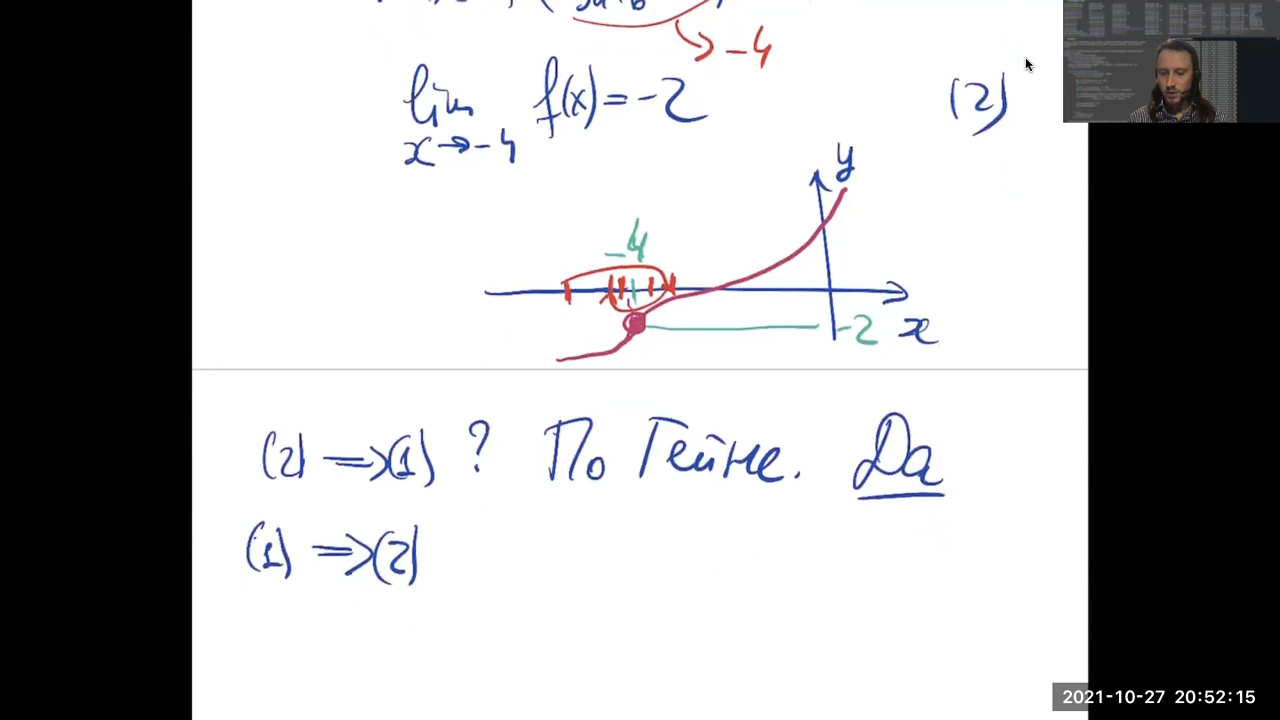 → -4
lim f(x) = -2 (2)
x → -4
y
-4
-2 x
(2) => (1) ? По Гейне. Да
(1) => (2)
2021-10-27 20:52:15